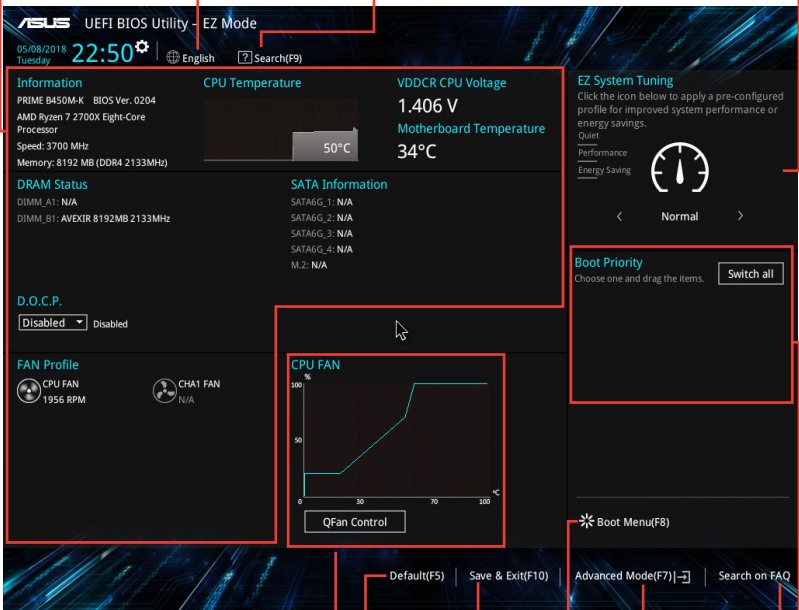 ASUS UEFI BIOS Utility - EZ Mode
05/08/2018
Tuesday
22:50
English
Search(F9)
Information
PRIME B450M-K BIOS Ver. 0204
AMD Ryzen 7 2700X Eight-Core
Processor
Speed: 3700 MHz
Memory: 8192 MB (DDR4 2133MHz)
CPU Temperature
50°C
VDDCR CPU Voltage
1.406 V
Motherboard Temperature
34°C
EZ System Tuning
Click the icon below to apply a pre-configured
profile for improved system performance or
energy savings.
Quiet
Performance
Energy Saving
Normal
DRAM Status
DIMM_A1: N/A
DIMM_B1: AVEXIR 8192MB 2133MHz
SATA Information
SATA6G_1: N/A
SATA6G_2: N/A
SATA6G_3: N/A
SATA6G_4: N/A
M.2: N/A
Boot Priority
Choose one and drag the items.
Switch all
D.O.C.P.
Disabled
Disabled
FAN Profile
CPU FAN
1956 RPM
CHA1 FAN
N/A
CPU FAN
%
100
50
0
30
70
100
°C
QFan Control
Boot Menu(F8)
Default(F5)
Save & Exit(F10)
Advanced Mode(F7)
Search on FAQ